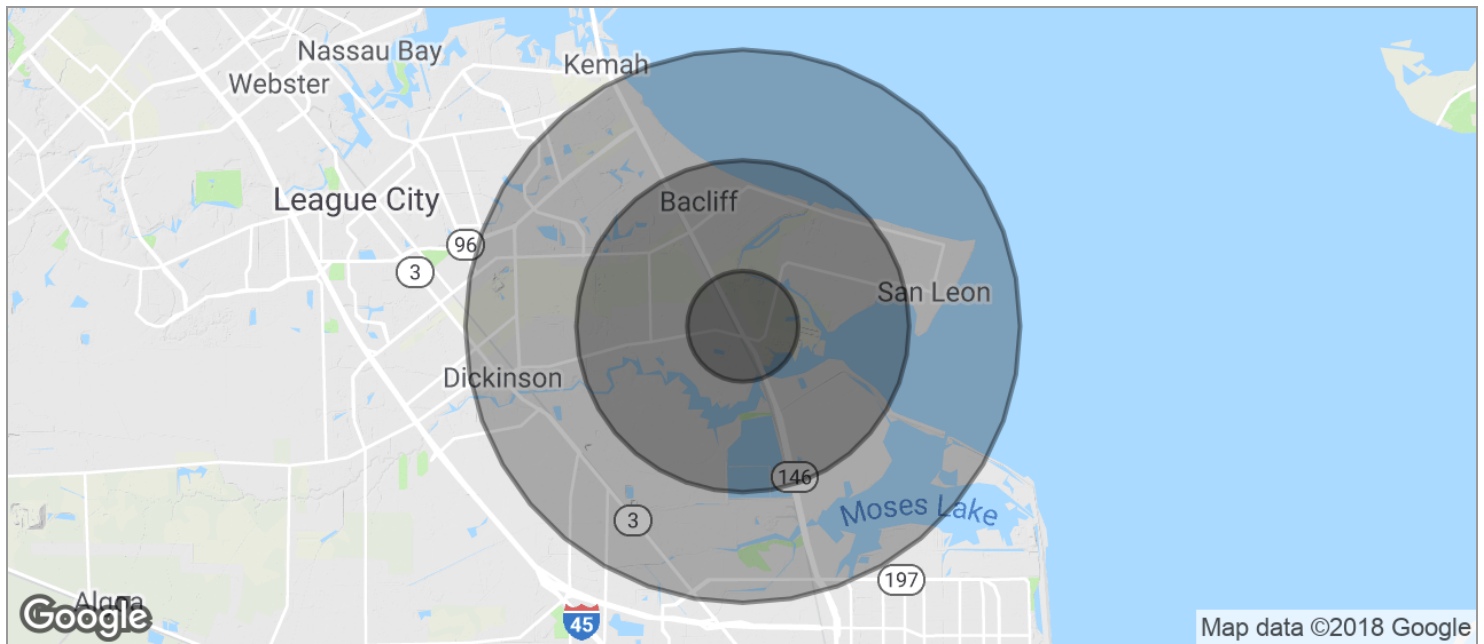 Nassau Bay
Kemah
Webster
League City
Bacliff
96
3
San Leon
Dickinson
146
Moses Lake
3
197
Algoa
Google
45
Map data ©2018 Google